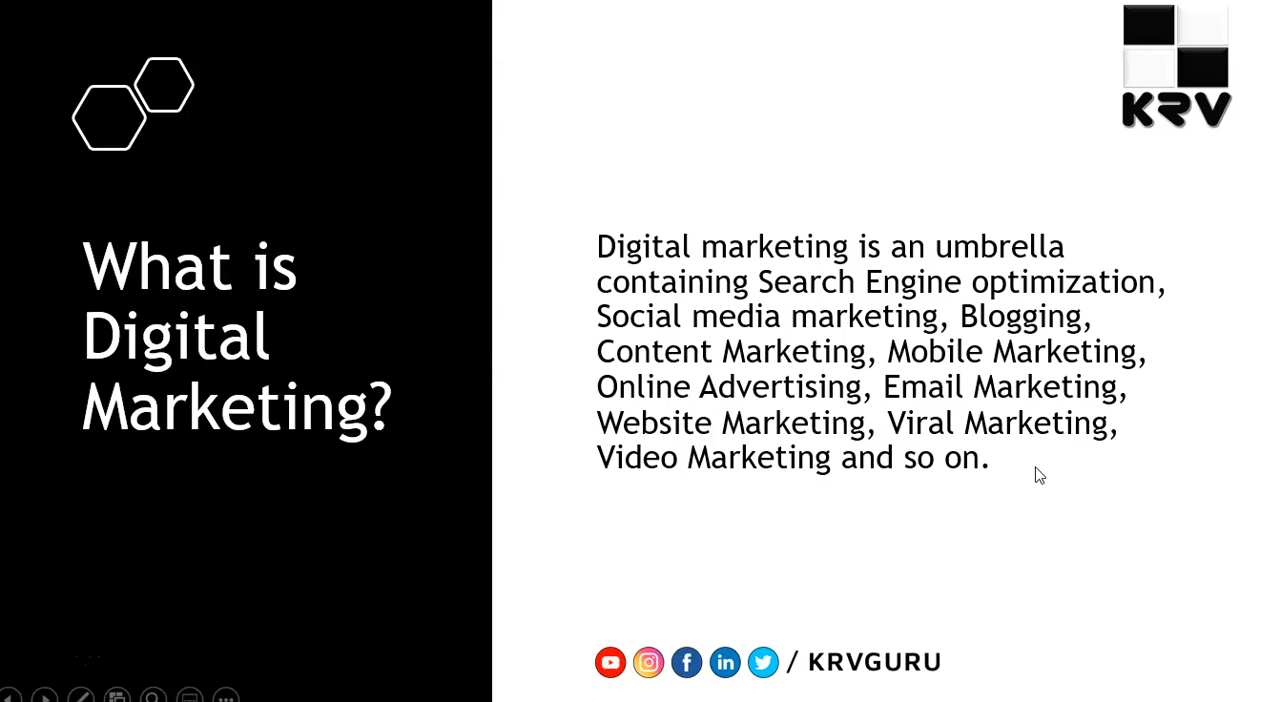 What is
Digital
Marketing?
KRV
Digital marketing is an umbrella
containing Search Engine optimization,
Social media marketing, Blogging,
Content Marketing, Mobile Marketing,
Online Advertising, Email Marketing,
Website Marketing, Viral Marketing,
Video Marketing and so on.
/ KRVGURU